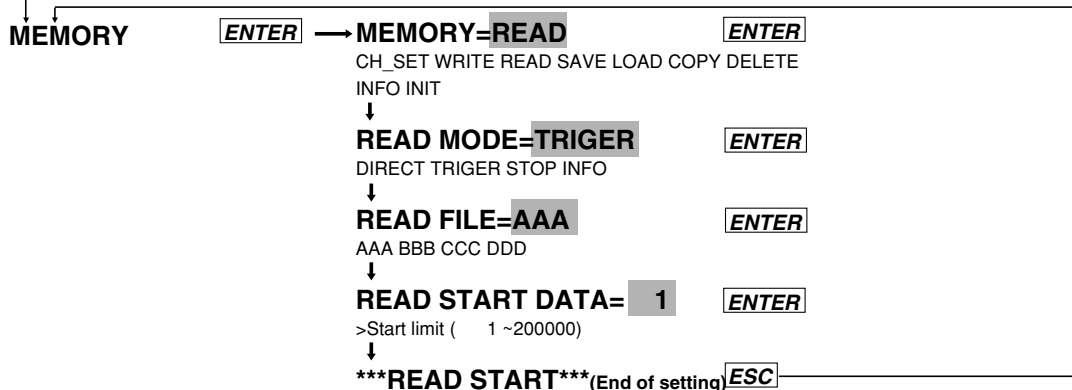 MEMORY ENTER MEMORY=READ ENTER
CH_SET WRITE READ SAVE LOAD COPY DELETE
INFO INIT
READ MODE=TRIGER ENTER
DIRECT TRIGER STOP INFO
READ FILE=AAA ENTER
AAA BBB CCC DDD
READ START DATA= 1 ENTER
>Start limit ( 1 ~200000)
***READ START***(End of setting) ESC